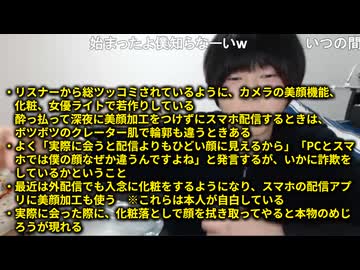 始まったよ僕知らなーいw
いつの間
・リスナーから総ツッコミされているように、カメラの美顔機能、
化粧、女優ライトで若作りしている
酔っ払って深夜に美顔加工をつけずにスマホ配信するときは、
ボツボツのクレーター肌で輪郭も違うときある
・よく「実際に会うと配信よりもひどい顔に見えるから」「PCとスマ
ホでは僕の顔なぜか違うんですよね」と発言するが、いかに詐欺を
しているかということ
・最近は外配信でも入念に化粧をするようになり、スマホの配信アプ
リに美顔加工も使う　※これらは本人が自白している
・実際に会った際に、化粧落としで顔を拭き取ってやると本物のめじ
ろうが現れる